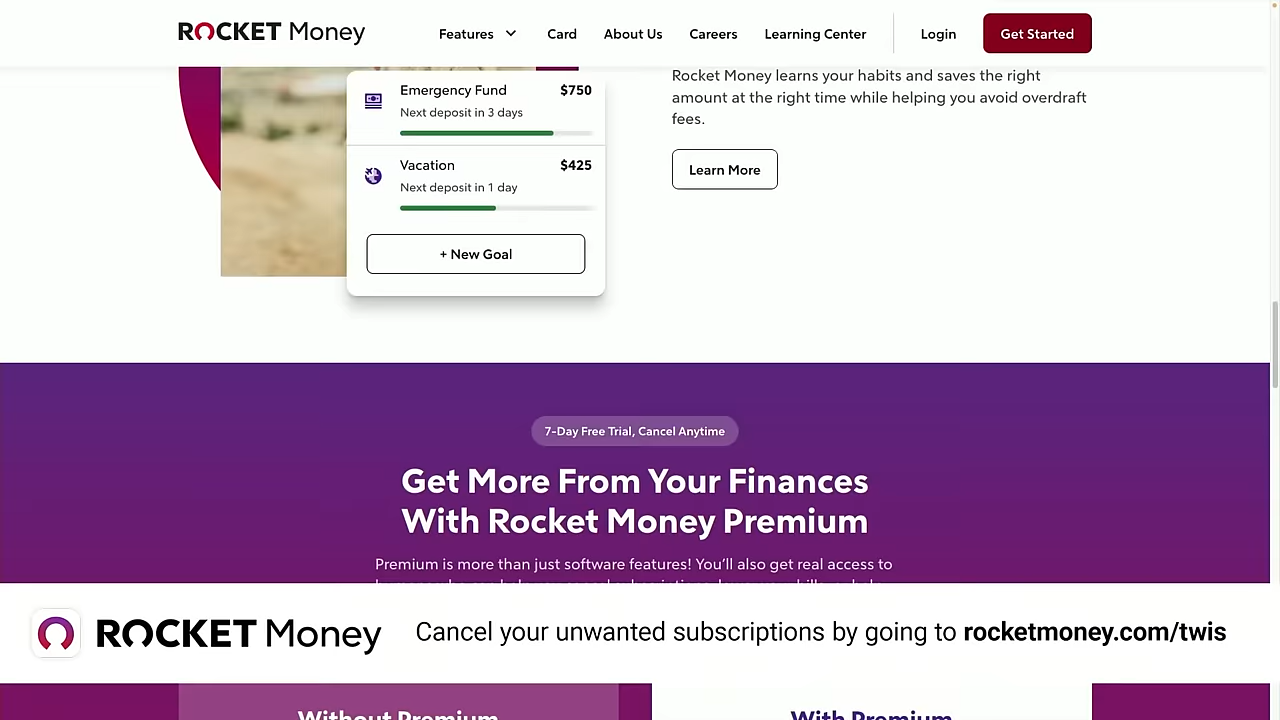 ROCKET Money
Features
Card
About Us
Careers
Learning Center
Login
Get Started
Emergency Fund
$750
Next deposit in 3 days
Vacation
$425
Next deposit in 1 day
+ New Goal
Rocket Money learns your habits and saves the right
amount at the right time while helping you avoid overdraft
fees.
Learn More
7-Day Free Trial, Cancel Anytime
Get More From Your Finances
With Rocket Money Premium
Premium is more than just software features! You'll also get real access to
ROCKET Money
Cancel your unwanted subscriptions by going to rocketmoney.com/twis
Without Premium
With Premium